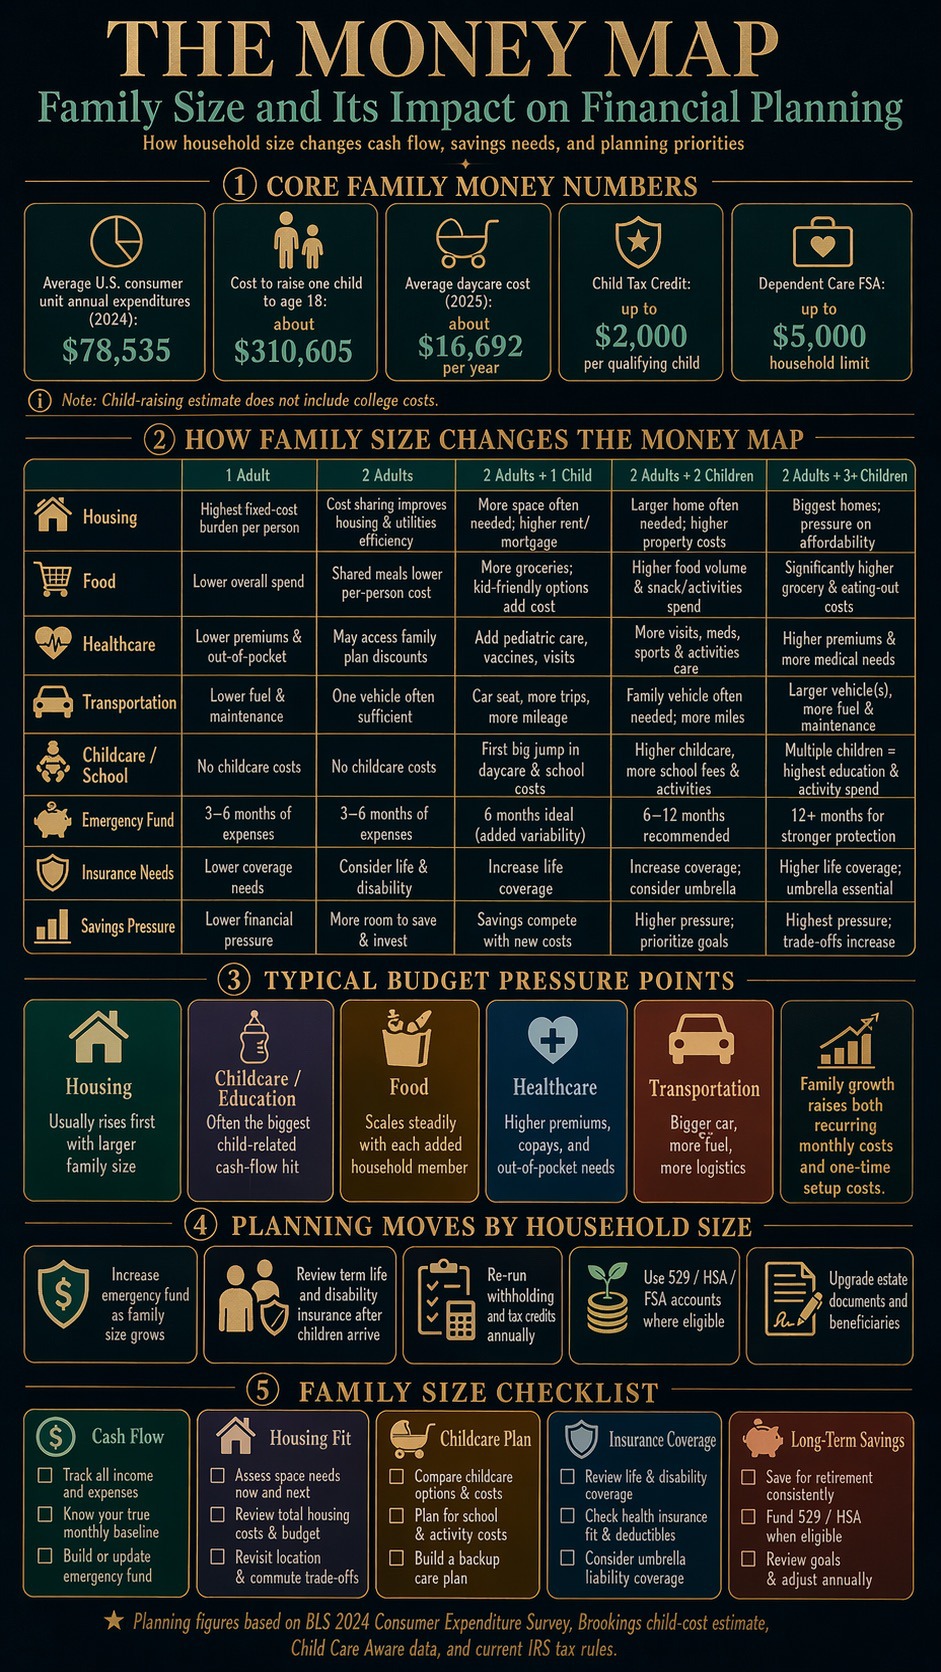 THE MONEY MAP
Family Size and Its Impact on Financial Planning
How household size changes cash flow, savings needs, and planning priorities
1 CORE FAMILY MONEY NUMBERS
Average U.S. consumer
unit annual expenditures
(2024):
$78,535
Cost to raise one child
to age 18:
about
$310,605
Average daycare cost
(2025):
about
$16,692
per year
Child Tax Credit:
up to
$2,000
per qualifying child
Dependent Care FSA:
up to
$5,000
household limit
i Note: Child-raising estimate does not include college costs.
2 HOW FAMILY SIZE CHANGES THE MONEY MAP
1 Adult
2 Adults
2 Adults + 1 Child
2 Adults + 2 Children
2 Adults + 3+ Children
Housing
Highest fixed-cost
burden per person
Cost sharing improves
housing & utilities
efficiency
More space often
needed; higher rent/
mortgage
Larger home often
needed; higher
property costs
Biggest homes;
pressure on
affordability
Food
Lower overall spend
Shared meals lower
per-person cost
More groceries;
kid-friendly options
add cost
Higher food volume
& snack/activities
spend
Significantly higher
grocery & eating-out
costs
Healthcare
Lower premiums &
out-of-pocket
May access family
plan discounts
Add pediatric care,
vaccines, visits
More visits, meds,
sports & activities
care
Higher premiums &
more medical needs
Transportation
Lower fuel &
maintenance
One vehicle often
sufficient
Car seat, more trips,
more mileage
Family vehicle often
needed; more miles
Larger vehicle(s),
more fuel &
maintenance
Childcare /
School
No childcare costs
No childcare costs
First big jump in
daycare & school
costs
Higher childcare,
more school fees &
activities
Multiple children =
highest education &
activity spend
Emergency Fund
3–6 months of
expenses
3–6 months of
expenses
6 months ideal
(added variability)
6–12 months
recommended
12+ months for
stronger protection
Insurance Needs
Lower coverage
needs
Consider life &
disability
Increase life
coverage
Increase coverage;
consider umbrella
Higher life coverage;
umbrella essential
Savings Pressure
Lower financial
pressure
More room to save
& invest
Savings compete
with new costs
Higher pressure;
prioritize goals
Highest pressure;
trade-offs increase
3 TYPICAL BUDGET PRESSURE POINTS
Housing
Usually rises first
with larger
family size
Childcare /
Education
Often the biggest
child-related
cash-flow hit
Food
Scales steadily
with each added
household member
Healthcare
Higher premiums,
copays, and
out-of-pocket needs
Transportation
Bigger car,
more fuel,
more logistics
Family growth
raises both
recurring
monthly costs
and one-time
setup costs.
4 PLANNING MOVES BY HOUSEHOLD SIZE
$
Increase
emergency fund
as family
size grows
Review term life
and disability
insurance after
children arrive
Re-run
withholding
and tax credits
annually
Use 529 / HSA /
FSA accounts
where eligible
Upgrade estate
documents and
beneficiaries
5 FAMILY SIZE CHECKLIST
$ Cash Flow
Track all income
and expenses
Know your true
monthly baseline
Build or update
emergency fund
Housing Fit
Assess space needs
now and next
Review total housing
costs & budget
Revisit location
& commute trade-offs
Childcare Plan
Compare childcare
options & costs
Plan for school
& activity costs
Build a backup
care plan
Insurance Coverage
Review life & disability
coverage
Check health insurance
fit & deductibles
Consider umbrella
liability coverage
Long-Term Savings
Save for retirement
consistently
Fund 529 / HSA
when eligible
Review goals
& adjust annually
★ Planning figures based on BLS 2024 Consumer Expenditure Survey, Brookings child-cost estimate,
Child Care Aware data, and current IRS tax rules.